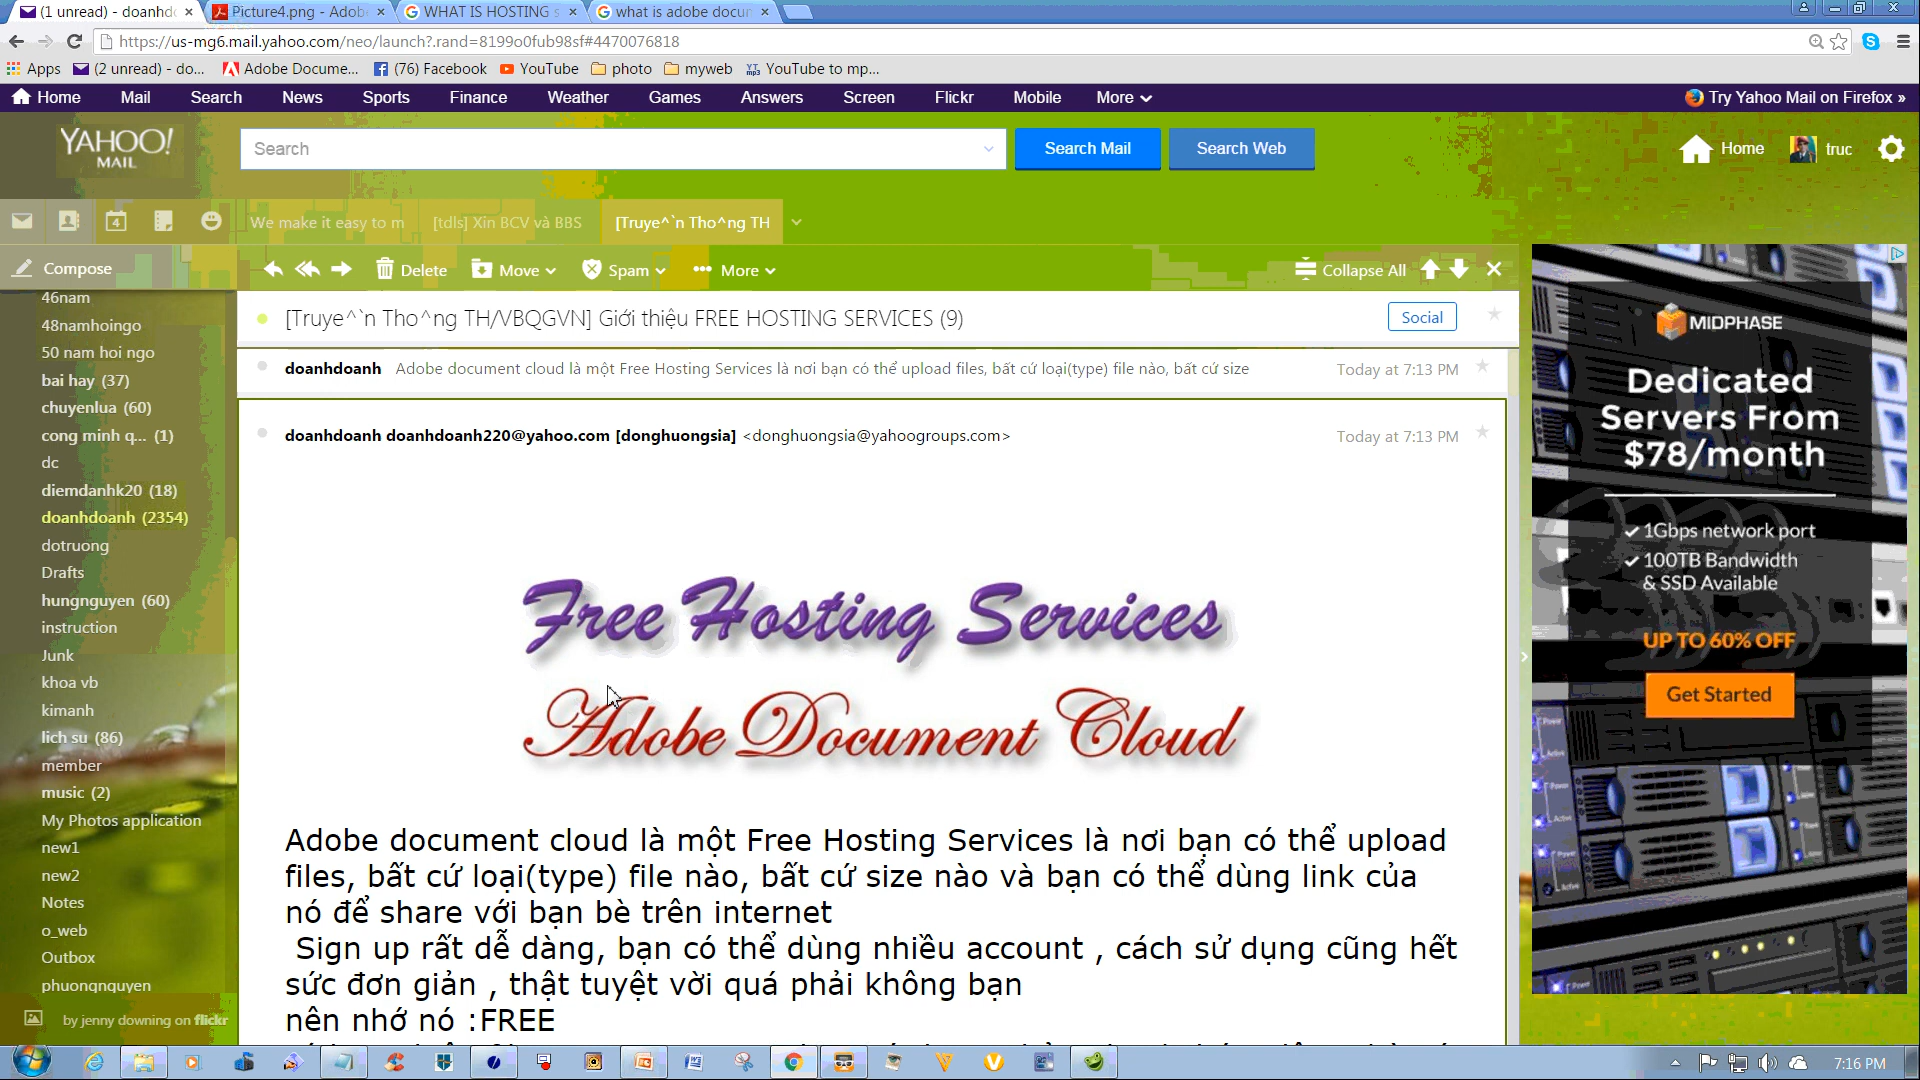 (1 unread) - doanhd
Picture4.png - Adob
WHAT IS HOSTING s
what is adobe docun
https://us-mg6.mail.yahoo.com/neo/launch?.rand=8199o0fub98sf#4470076818
Apps
(2 unread) - do...
Adobe Docume...
(76) Facebook
YouTube
photo
myweb
YouTube to mp...
Home Mail Search News Sports Finance Weather Games Answers Screen Flickr Mobile More
Try Yahoo Mail on Firefox »
YAHOO!
MAIL
Search
Search Mail
Search Web
Home
truc
4
We make it easy to m
[tdls] Xin BCV và BBS
[Truye^`n Tho^ng TH
Compose
Delete
Move
Spam
More
Collapse All
46nam
48namhoingo
50 nam hoi ngo
bai hay (37)
chuyenlua (60)
cong minh q... (1)
dc
diemdanhk20 (18)
doanhdoanh (2354)
dotruong
Drafts
hungnguyen (60)
instruction
Junk
khoa vb
kimanh
lich su (86)
member
music (2)
My Photos application
new1
new2
Notes
o_web
Outbox
phuongnguyen
by jenny downing on flickr
[Truye^`n Tho^ng TH/VBQGVN] Giới thiệu FREE HOSTING SERVICES (9)
Social
doanhdoanh Adobe document cloud là một Free Hosting Services là nơi bạn có thể upload files, bất cứ loại(type) file nào, bất cứ size
Today at 7:13 PM
doanhdoanh doanhdoanh220@yahoo.com [donghuongsia] <donghuongsia@yahoogroups.com>
Today at 7:13 PM
Free Hosting Services
Adobe Document Cloud
Adobe document cloud là một Free Hosting Services là nơi bạn có thể upload
files, bất cứ loại(type) file nào, bất cứ size nào và bạn có thể dùng link của
nó để share với bạn bè trên internet
Sign up rất dễ dàng, bạn có thể dùng nhiều account , cách sử dụng cũng hết
sức đơn giản , thật tuyệt vời quá phải không bạn
nên nhớ nó :FREE
MIDPHASE
Dedicated
Servers From
$78/month
1Gbps network port
100TB Bandwidth
& SSD Available
UP TO 60% OFF
Get Started
7:16 PM